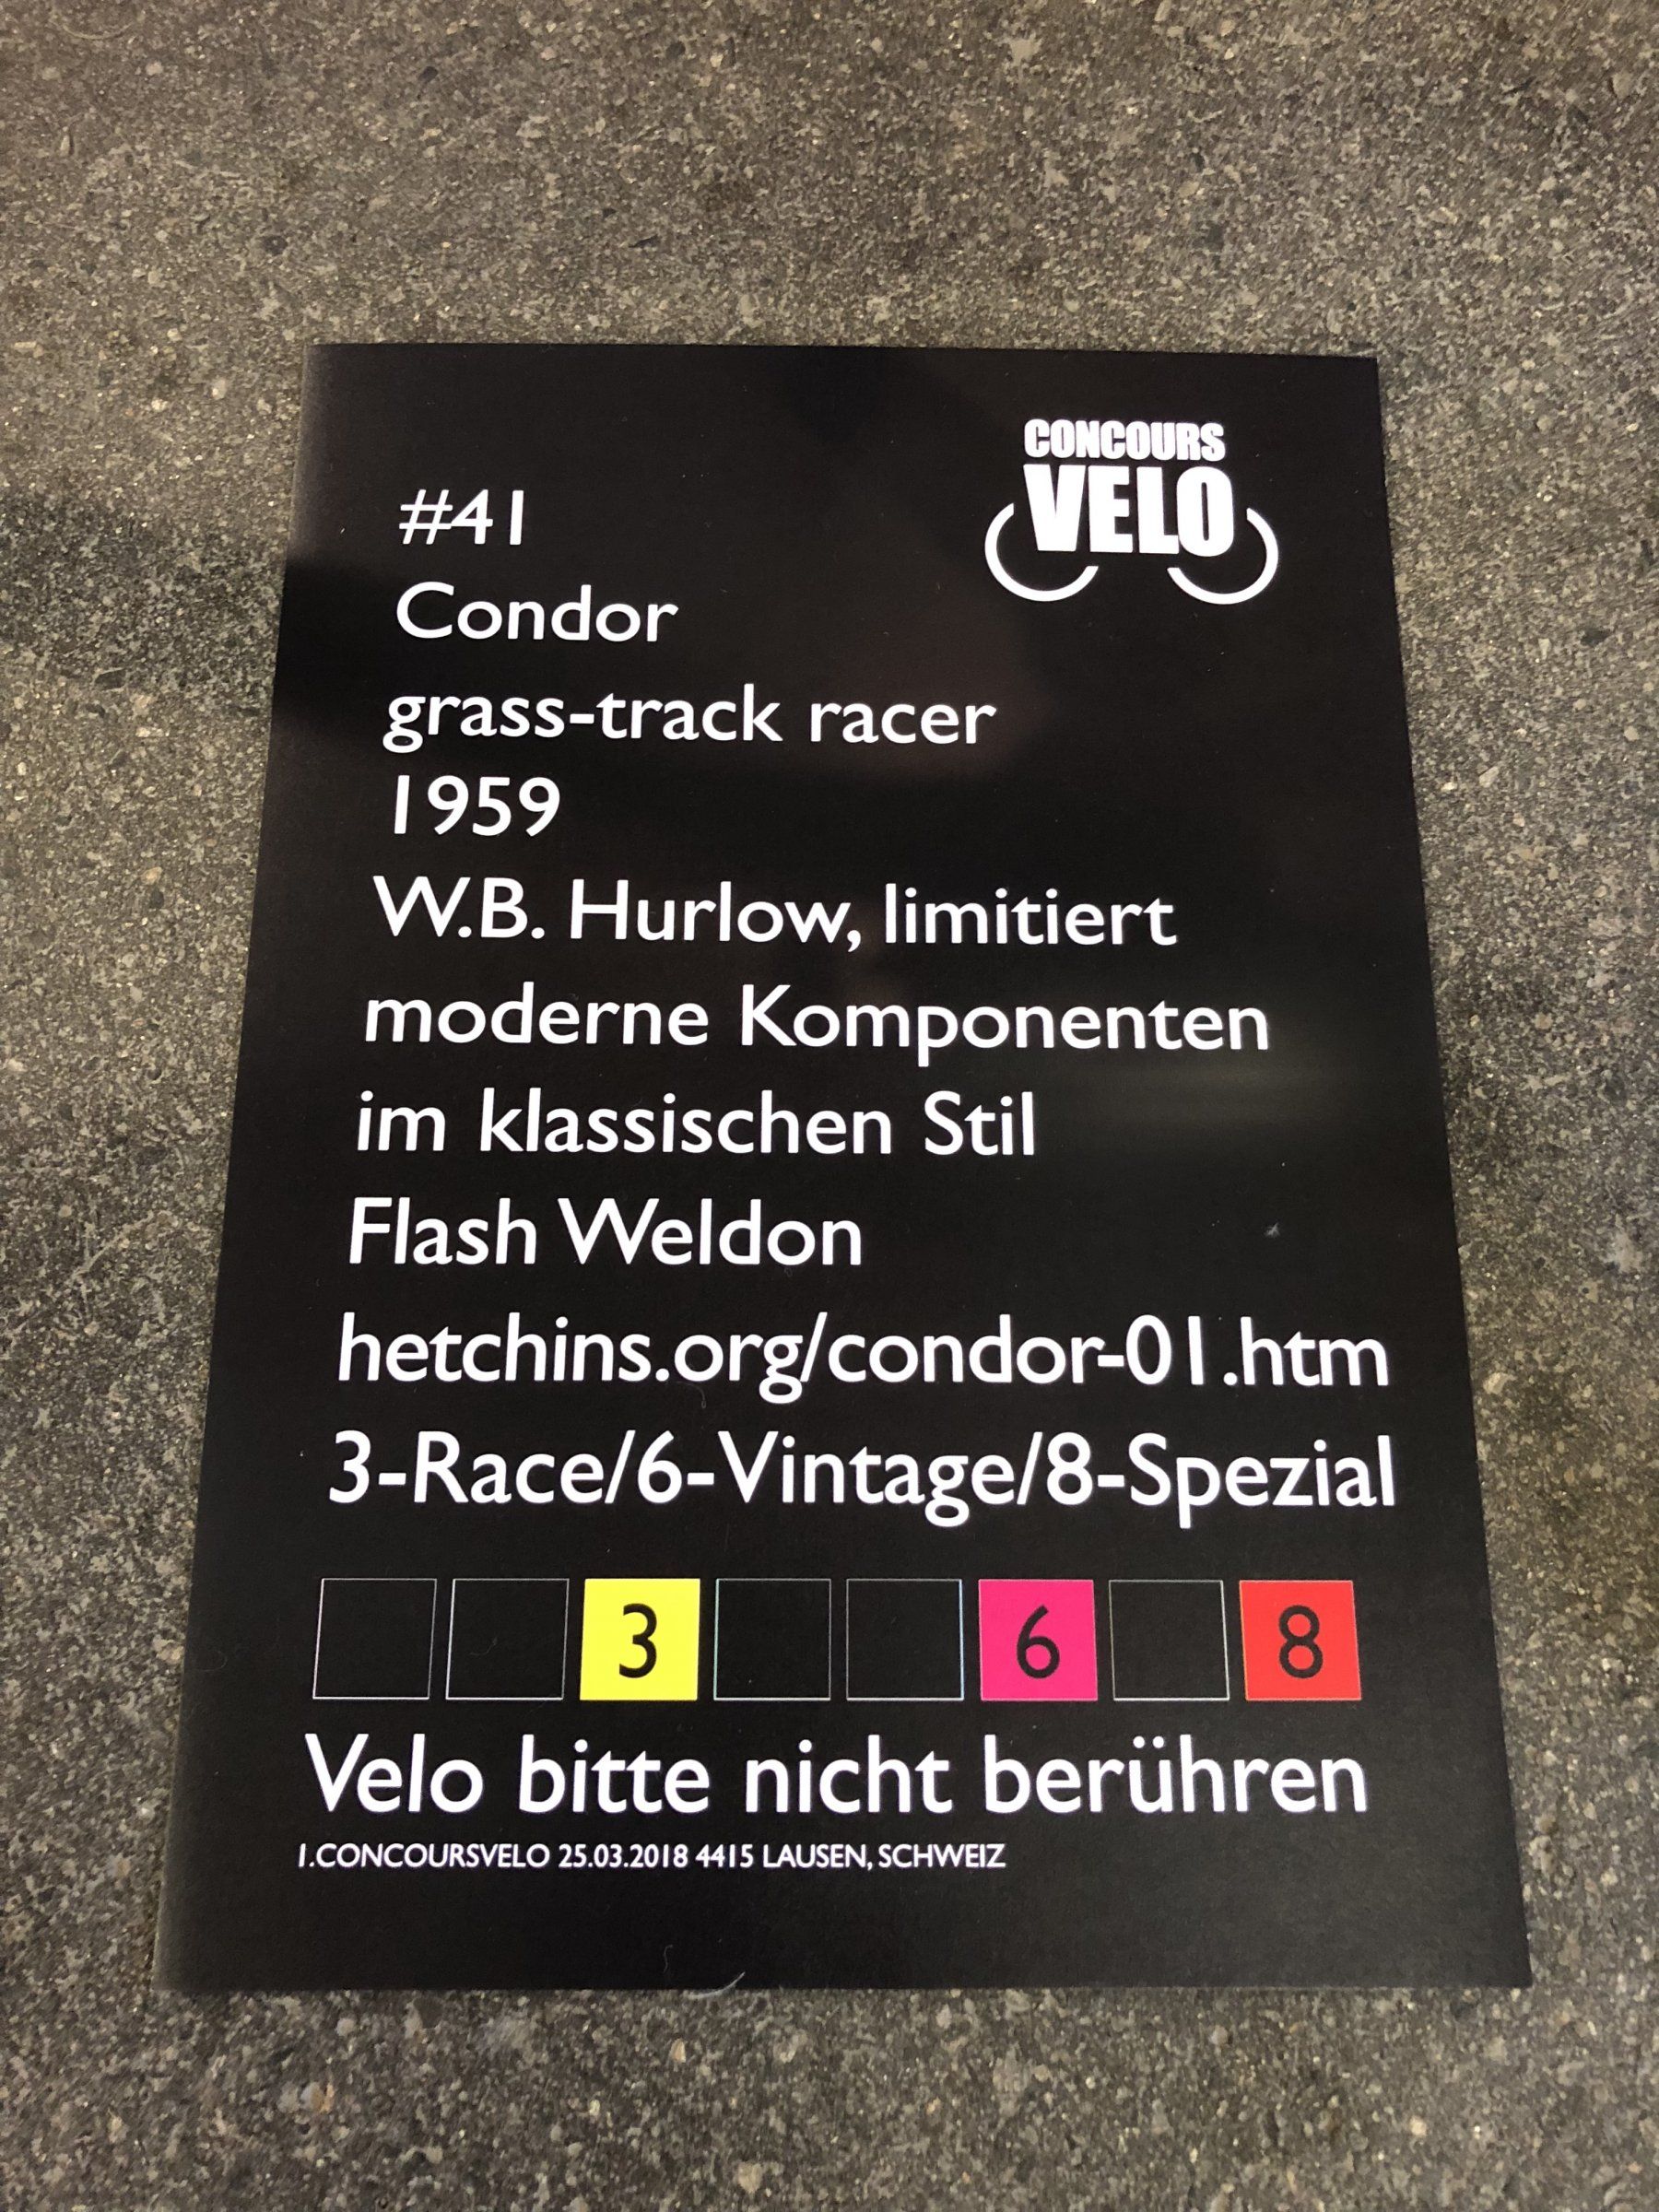 CONCOURS
VELO
#41
Condor
grass-track racer
1959
W.B. Hurlow, limitiert
moderne Komponenten
im klassischen Stil
Flash Weldon
hetchins.org/condor-01.htm
3-Race/6-Vintage/8-Spezial
3 6 8
Velo bitte nicht berühren
1.CONCOURSVELO 25.03.2018 4415 LAUSEN, SCHWEIZ